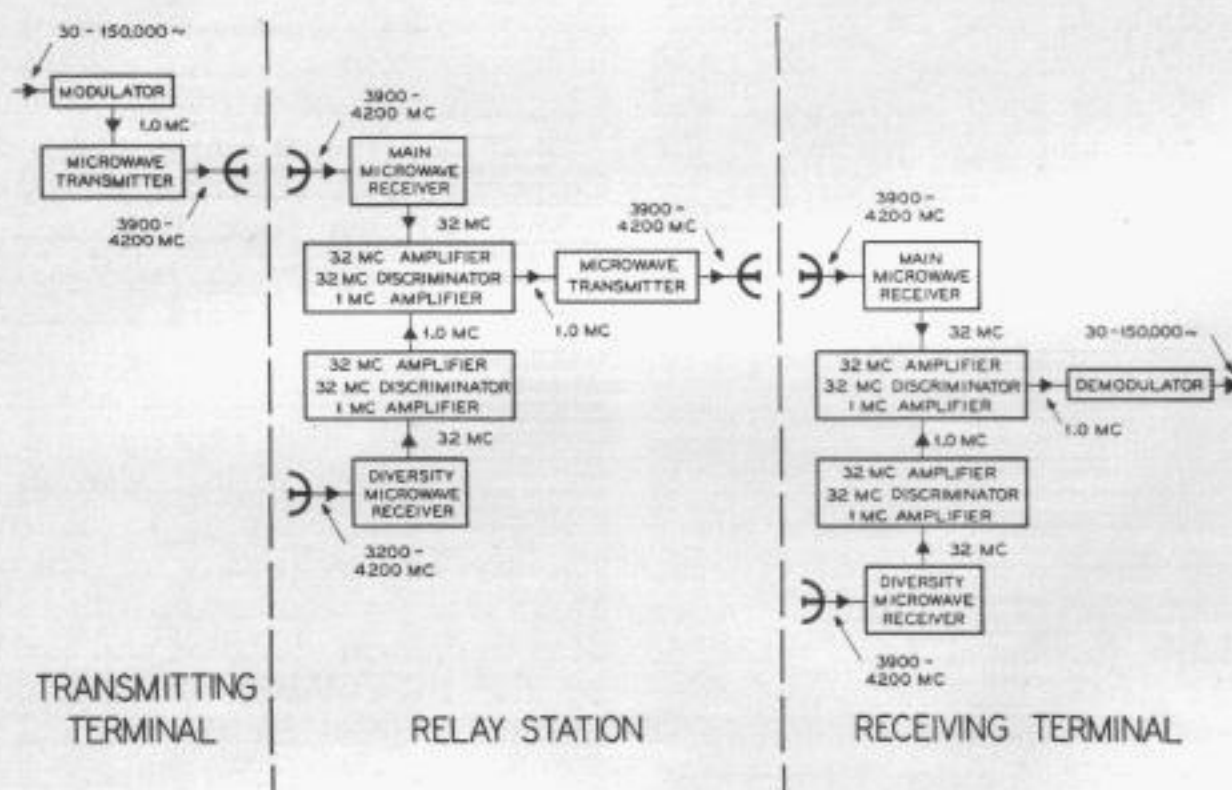 30 - 150,000 ~
MODULATOR
1.0 MC
MICROWAVE
TRANSMITTER
3900 -
4200 MC
TRANSMITTING
TERMINAL
3900 -
4200 MC
MAIN
MICROWAVE
RECEIVER
32 MC
32 MC AMPLIFIER
32 MC DISCRIMINATOR
1 MC AMPLIFIER
1.0 MC
MICROWAVE
TRANSMITTER
3900 -
4200 MC
1.0 MC
32 MC AMPLIFIER
32 MC DISCRIMINATOR
1 MC AMPLIFIER
32 MC
DIVERSITY
MICROWAVE
RECEIVER
3200 -
4200 MC
RELAY STATION
3900 -
4200 MC
MAIN
MICROWAVE
RECEIVER
32 MC
32 MC AMPLIFIER
32 MC DISCRIMINATOR
1 MC AMPLIFIER
1.0 MC
DEMODULATOR
30 - 150,000 ~
1.0 MC
32 MC AMPLIFIER
32 MC DISCRIMINATOR
1 MC AMPLIFIER
32 MC
DIVERSITY
MICROWAVE
RECEIVER
3900 -
4200 MC
RECEIVING TERMINAL